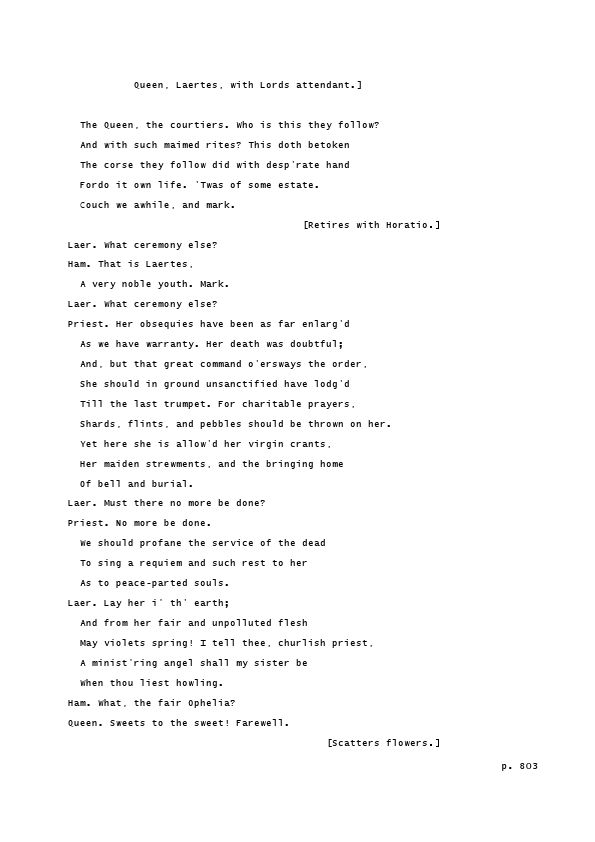 Queen, Laertes, with Lords attendant.]
The Queen, the courtiers. Who is this they follow?
And with such maimed rites? This doth betoken
The corse they follow did with desp'rate hand
Fordo it own life. 'Twas of some estate.
Couch we awhile, and mark.
[Retires with Horatio.]
Laer. What ceremony else?
Ham. That is Laertes,
A very noble youth. Mark.
Laer. What ceremony else?
Priest. Her obsequies have been as far enlarg'd
As we have warranty. Her death was doubtful;
And, but that great command o'ersways the order,
She should in ground unsanctified have lodg'd
Till the last trumpet. For charitable prayers,
Shards, flints, and pebbles should be thrown on her.
Yet here she is allow'd her virgin crants,
Her maiden strewments, and the bringing home
Of bell and burial.
Laer. Must there no more be done?
Priest. No more be done.
We should profane the service of the dead
To sing a requiem and such rest to her
As to peace-parted souls.
Laer. Lay her i' th' earth;
And from her fair and unpolluted flesh
May violets spring! I tell thee, churlish priest,
A minist'ring angel shall my sister be
When thou liest howling.
Ham. What, the fair Ophelia?
Queen. Sweets to the sweet! Farewell.
[Scatters flowers.]
p. 803